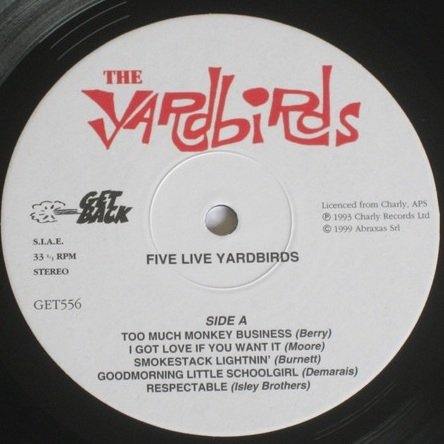 THE
YARDbiRds
GET
BACK
Licenced from Charly, APS
℗ 1993 Charly Records Ltd
© 1999 Abraxas Srl
S.I.A.E.
33 ⅓ RPM
STEREO
FIVE LIVE YARDBIRDS
GET556
SIDE A
TOO MUCH MONKEY BUSINESS (Berry)
I GOT LOVE IF YOU WANT IT (Moore)
SMOKESTACK LIGHTNIN' (Burnett)
GOODMORNING LITTLE SCHOOLGIRL (Demarais)
RESPECTABLE (Isley Brothers)